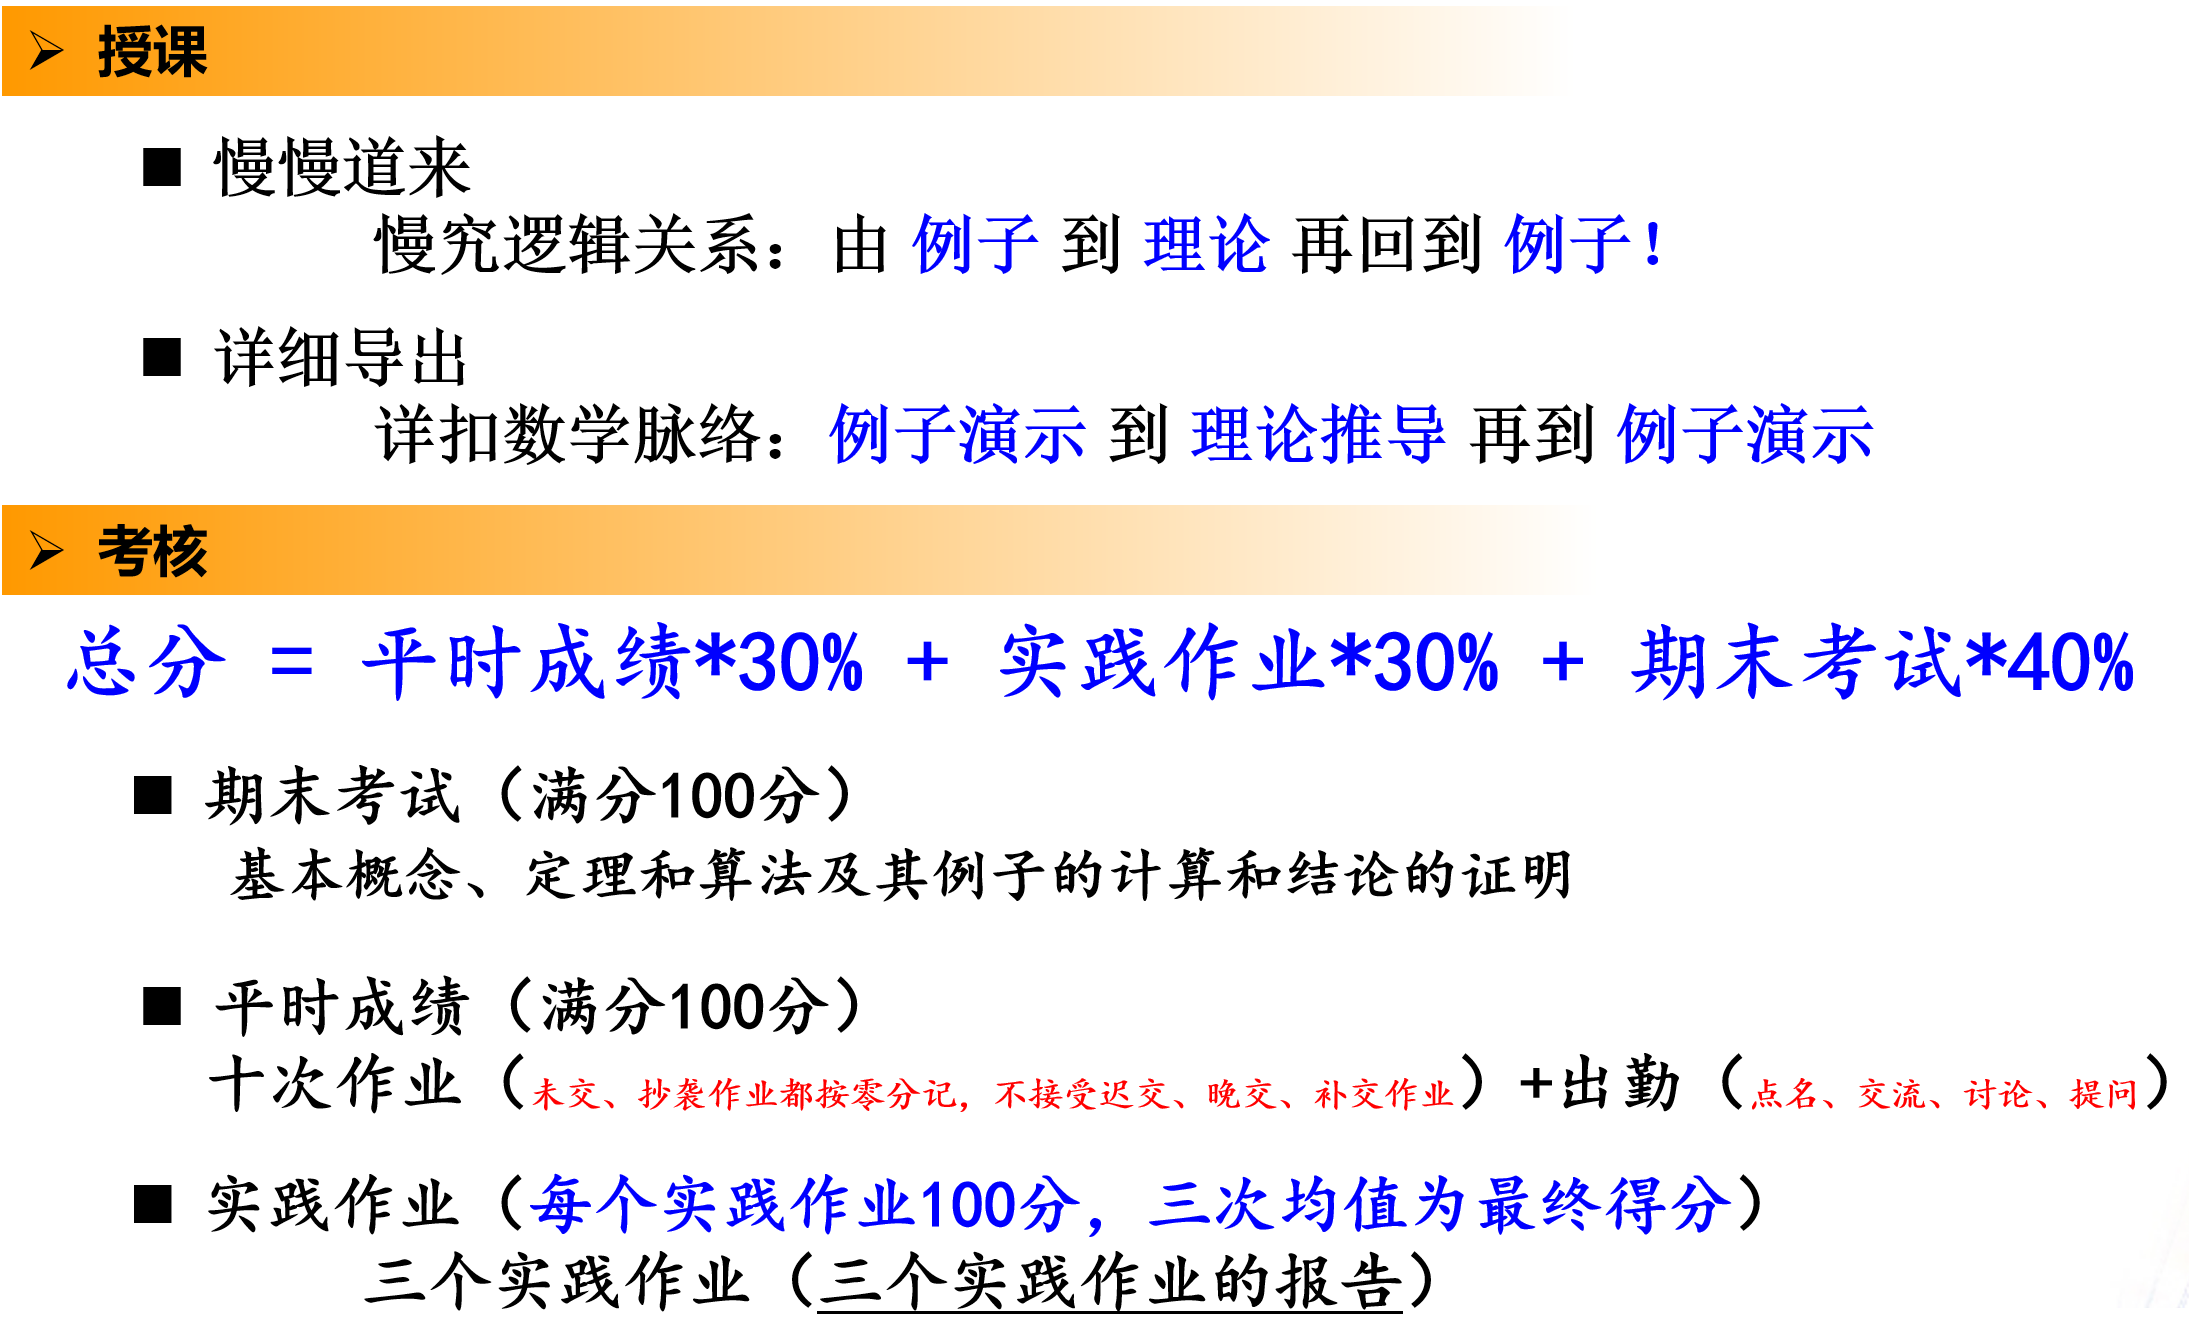 ➢ 授课
■ 慢慢道来
慢究逻辑关系：由 例子 到 理论 再回到 例子！
■ 详细导出
详扣数学脉络：例子演示 到 理论推导 再到 例子演示
➢ 考核
总分 = 平时成绩*30% + 实践作业*30% + 期末考试*40%
■ 期末考试（满分100分）
基本概念、定理和算法及其例子的计算和结论的证明
■ 平时成绩（满分100分）
十次作业（未交、抄袭作业都按零分记，不接受迟交、晚交、补交作业）+出勤（点名、交流、讨论、提问）
■ 实践作业（每个实践作业100分，三次均值为最终得分）
三个实践作业（三个实践作业的报告）